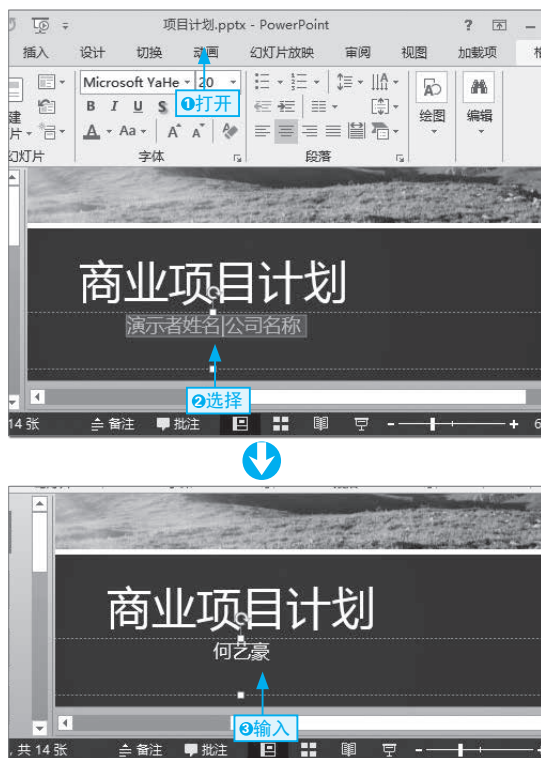 项目计划.pptx - PowerPoint ?
插入 设计 切换 动画 幻灯片放映 审阅 视图 加载项
Microsoft YaHe 20
B I U S ❶打开
建 绘图 编辑
片 A Aa A A
幻灯片 字体 段落
商业项目计划
演示者姓名|公司名称
❷选择
14 张 备注 批注 6
商业项目计划
何艺豪
❸输入
, 共 14 张 备注 批注